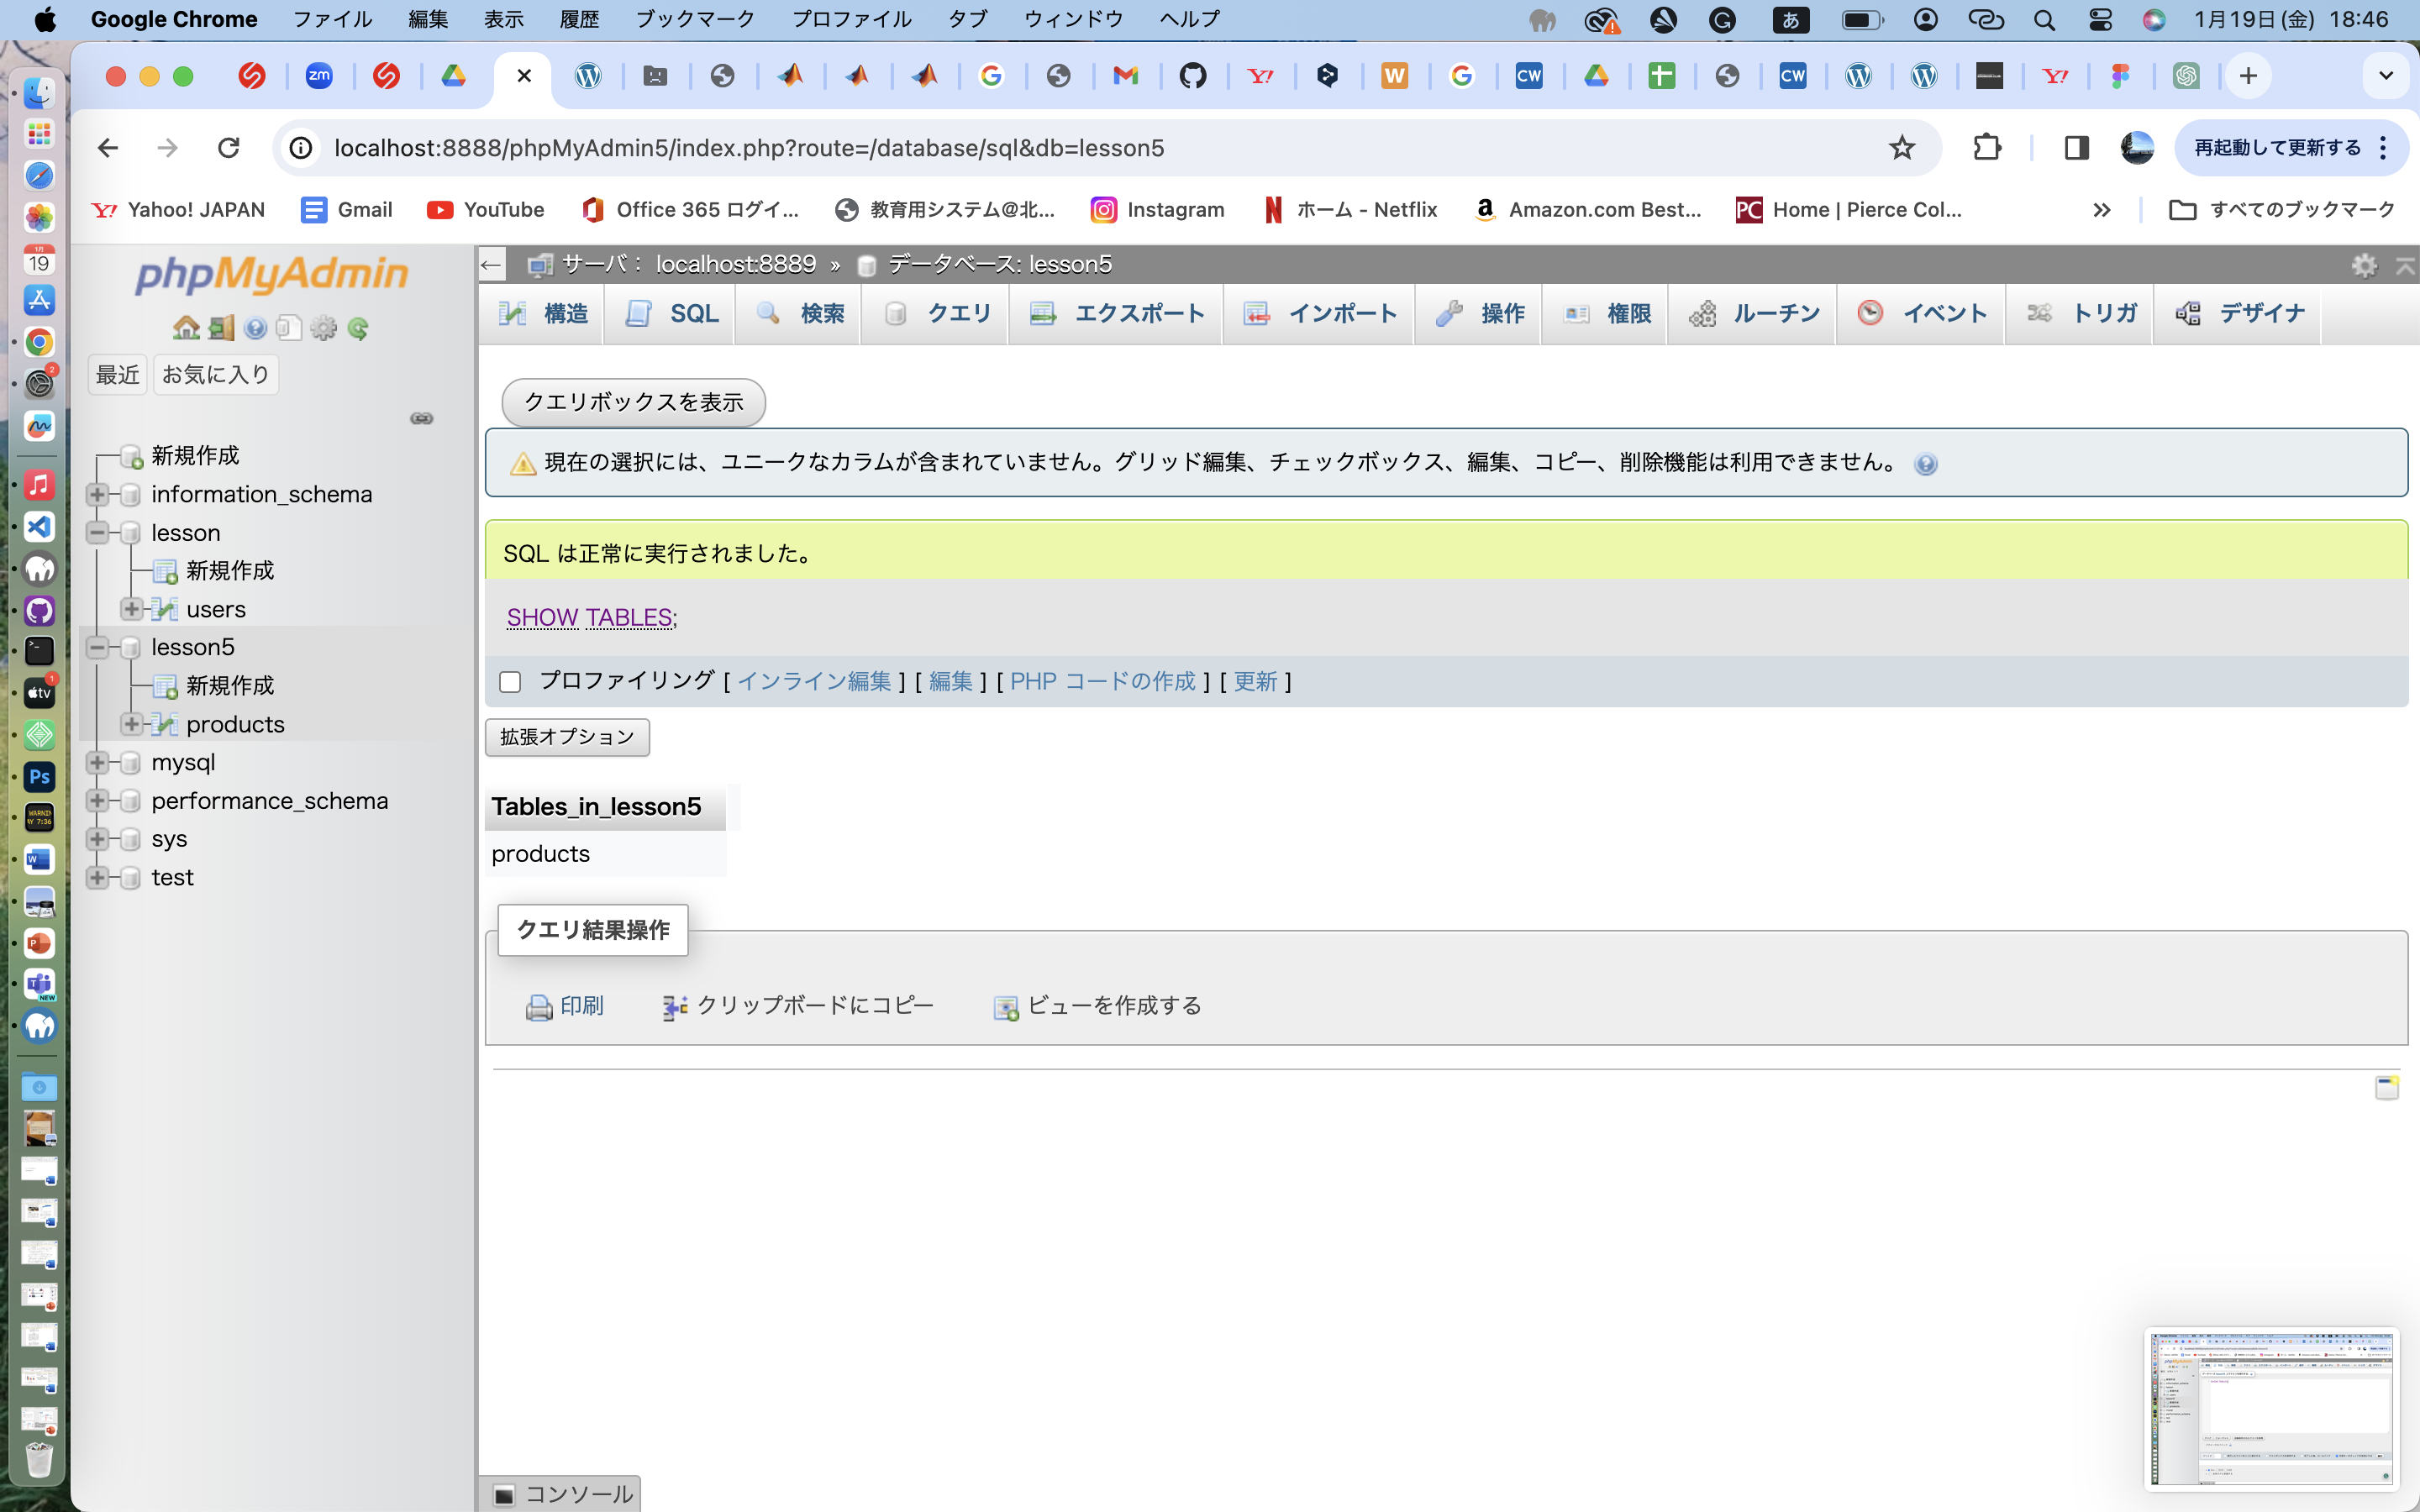 Google Chrome ファイル 編集 表示 履歴 ブックマーク プロファイル タブ ウィンドウ ヘルプ あ 1月19日(金) 18:46
zm W CW CW
localhost:8888/phpMyAdmin5/index.php?route=/database/sql&db=lesson5 再起動して更新する
Yahoo! JAPAN Gmail YouTube Office 365 ログイ... 教育用システム@北... Instagram ホーム - Netflix Amazon.com Best... PC Home | Pierce Col... » すべてのブックマーク
phpMyAdmin
最近 お気に入り
新規作成
information_schema
lesson
新規作成
users
lesson5
新規作成
products
mysql
performance_schema
sys
test
サーバ: localhost:8889 » データベース: lesson5
構造 SQL 検索 クエリ エクスポート インポート 操作 権限 ルーチン イベント トリガ デザイナ
クエリボックスを表示
現在の選択には、ユニークなカラムが含まれていません。グリッド編集、チェックボックス、編集、コピー、削除機能は利用できません。
SQL は正常に実行されました。
SHOW TABLES;
プロファイリング [ インライン編集 ] [ 編集 ] [ PHP コードの作成 ] [ 更新 ]
拡張オプション
Tables_in_lesson5
products
クエリ結果操作
印刷 クリップボードにコピー ビューを作成する
コンソール